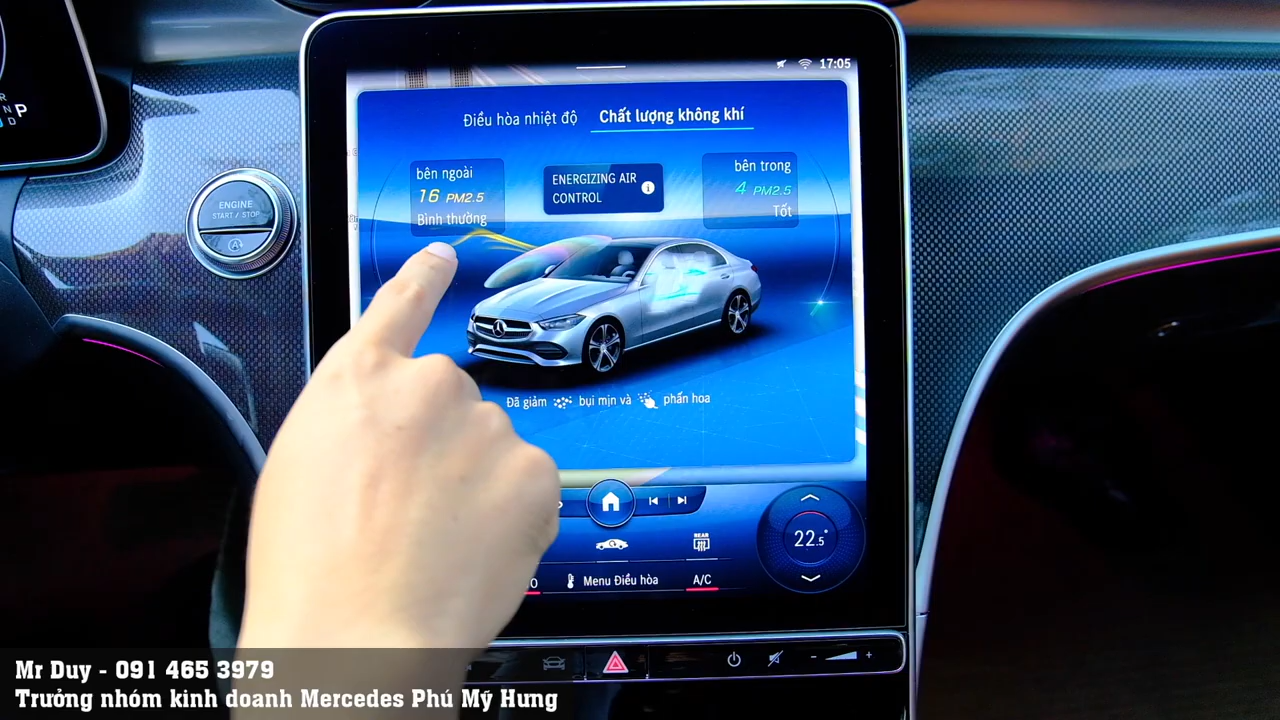 17:05
Điều hòa nhiệt độ Chất lượng không khí
bên ngoài
16 PM2.5
Bình thường
ENERGIZING AIR
CONTROL
bên trong
4 PM2.5
Tốt
R
N P
D
ENGINE
START / STOP
A
Đã giảm bụi mịn và phấn hoa
REAR
22.5°
Menu Điều hòa
A/C
Mr Duy - 091 465 3979
Trưởng nhóm kinh doanh Mercedes Phú Mỹ Hưng